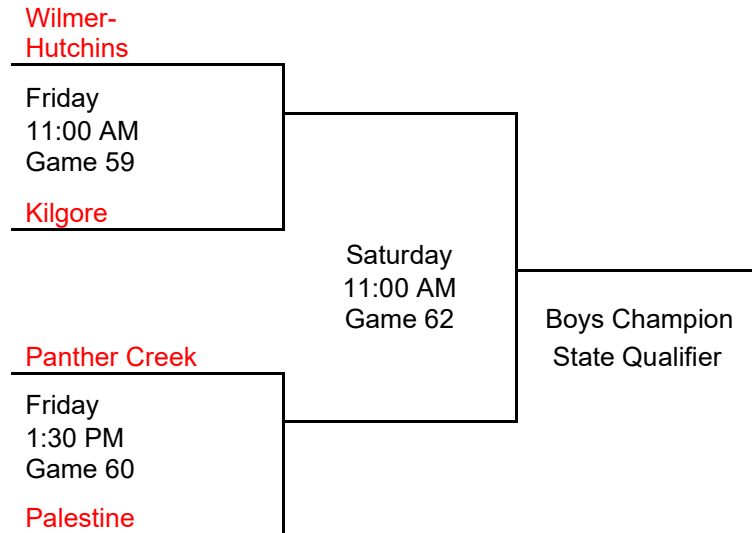 Wilmer-
Hutchins
Friday
11:00 AM
Game 59
Kilgore
Saturday
11:00 AM
Game 62
Boys Champion
State Qualifier
Panther Creek
Friday
1:30 PM
Game 60
Palestine